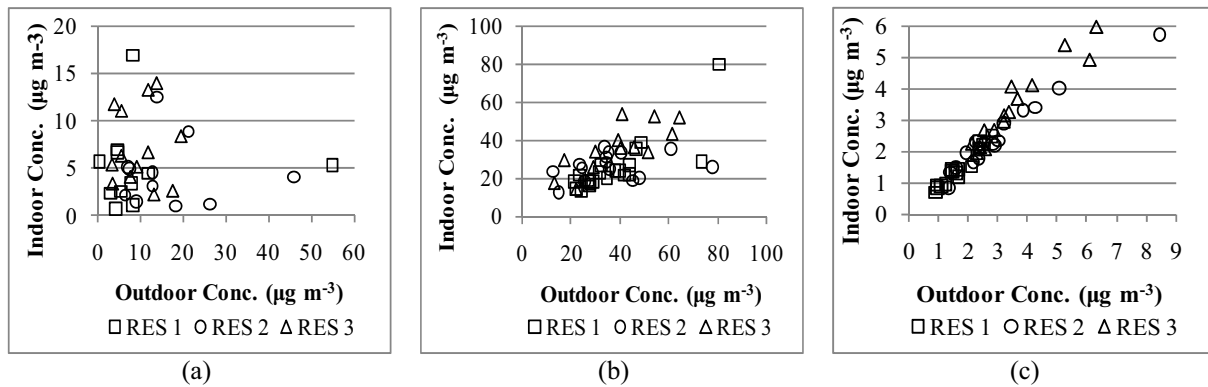 Indoor Conc. (µg m-3)
20
15
10
5
0
0 20 40 60
Outdoor Conc. (µg m⁻³)
□RES 1 ○RES 2 △RES 3
(a)
Indoor Conc. (µg m⁻³)
100
80
60
40
20
0
0 20 40 60 80 100
Outdoor Conc. (µg m⁻³)
□RES 1 ○RES 2 △RES 3
(b)
Indoor Conc. (µg m⁻³)
6
5
4
3
2
1
0
0 1 2 3 4 5 6 7 8 9
Outdoor Conc. (µg m⁻³)
□RES 1 ○RES 2 △RES 3
(c)